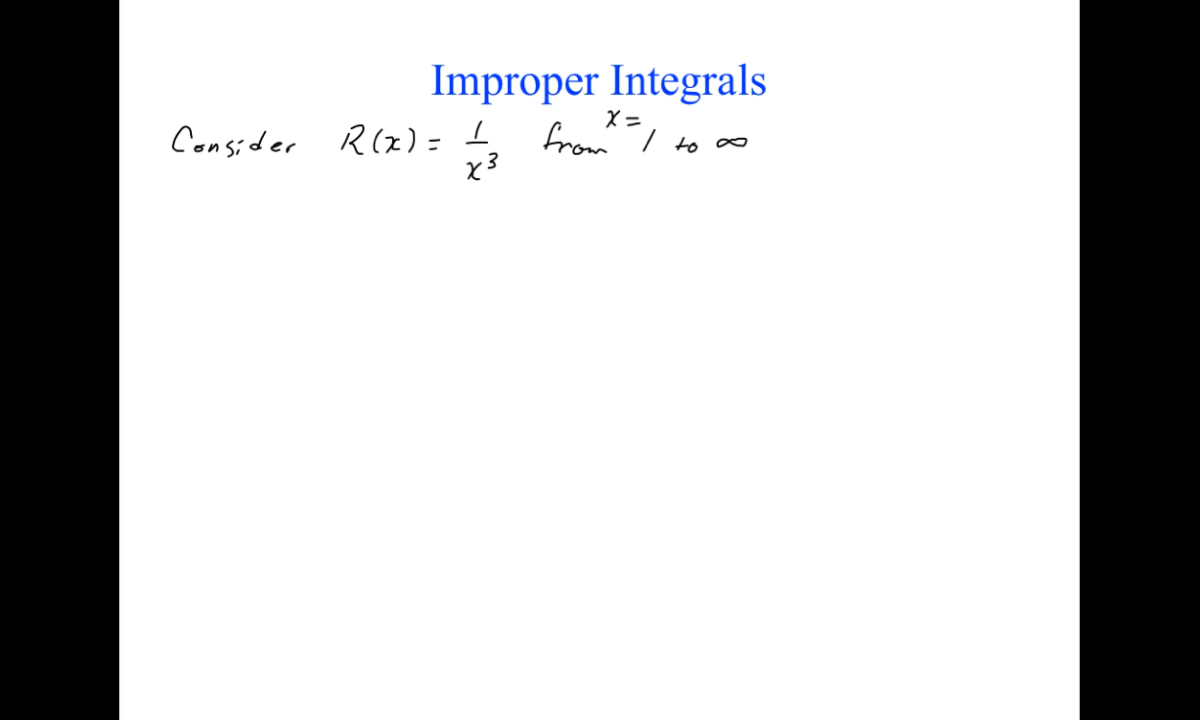 Improper Integrals
Consider R(x) = 1/x³ from x = 1 to ∞